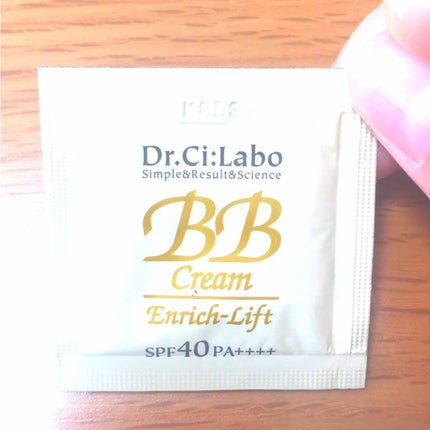 Dr.Ci:Labo
Simple&Result&Science
BB
Cream
Enrich-Lift
SPF40 PA++++